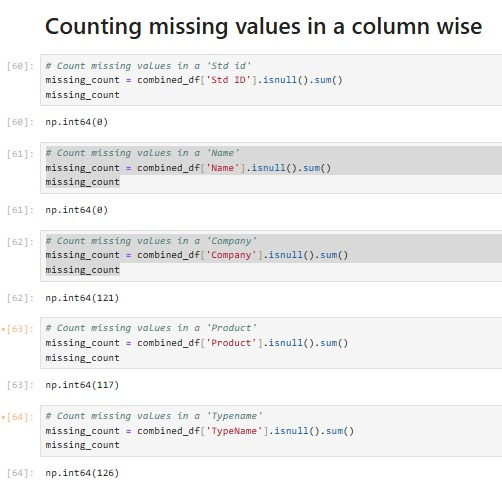 Counting missing values in a column wise
[60]: # Count missing values in a 'Std id'
missing_count = combined_df['Std ID'].isnull().sum()
missing_count
[60]: np.int64(0)
[61]: # Count missing values in a 'Name'
missing_count = combined_df['Name'].isnull().sum()
missing_count
[61]: np.int64(0)
[62]: # Count missing values in a 'Company'
missing_count = combined_df['Company'].isnull().sum()
missing_count
[62]: np.int64(121)
•[63]: # Count missing values in a 'Product'
missing_count = combined_df['Product'].isnull().sum()
missing_count
[63]: np.int64(117)
•[64]: # Count missing values in a 'Typename'
missing_count = combined_df['TypeName'].isnull().sum()
missing_count
[64]: np.int64(126)